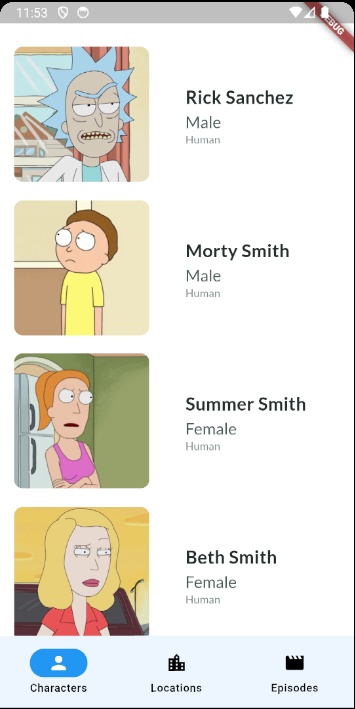 11:53
DEBUG
Rick Sanchez
Male
Human
Morty Smith
Male
Human
Summer Smith
Female
Human
Beth Smith
Female
Human
Characters
Locations
Episodes